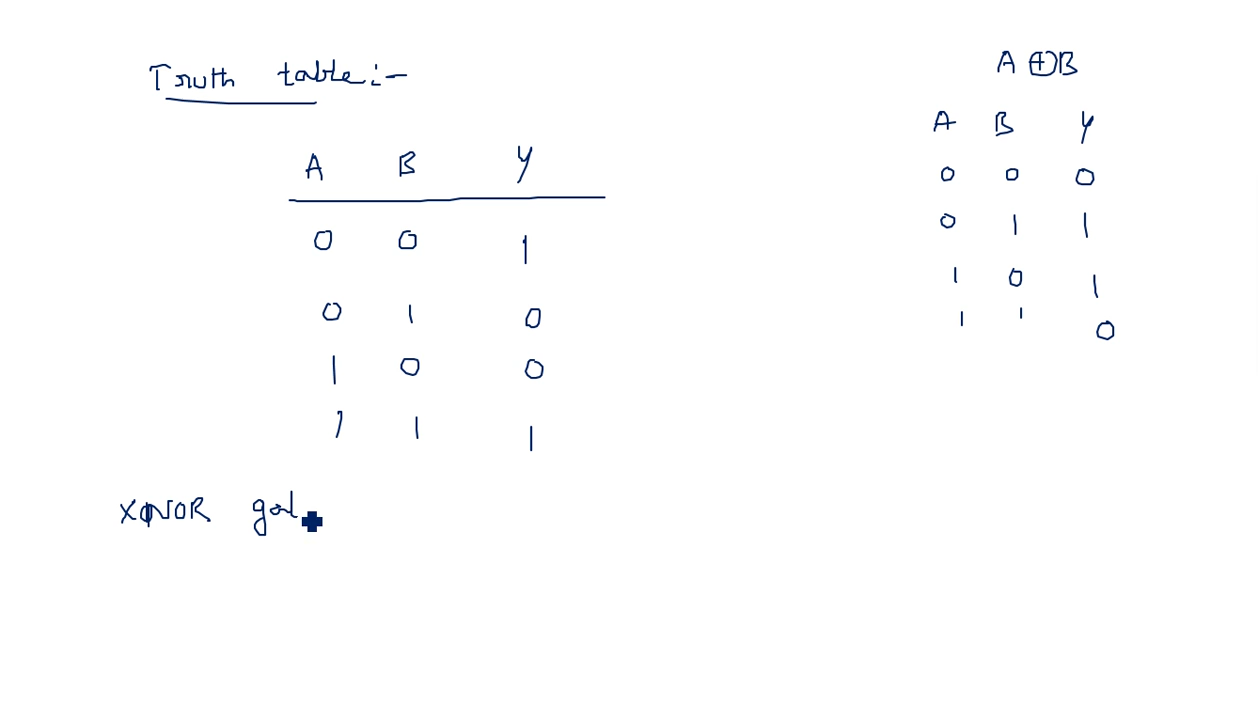 Truth table:-
A B Y
0 0 1
0 1 0
1 0 0
1 1 1
XNOR
A ⊕ B
A B Y
0 0 0
0 1 1
1 0 1
1 1 0